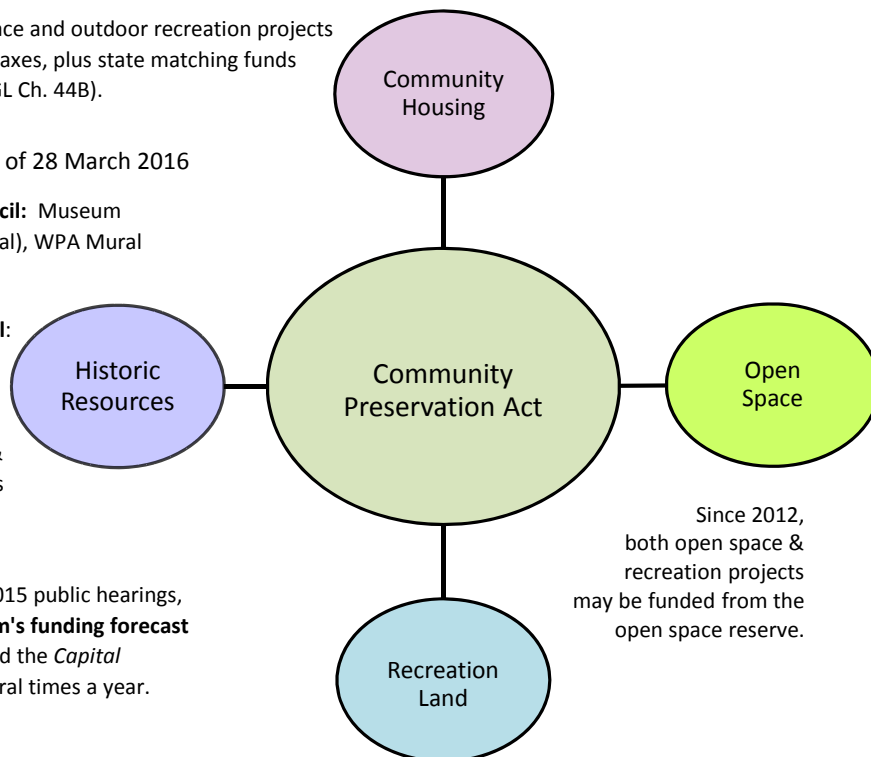 ace and outdoor recreation projects
axes, plus state matching funds
GL Ch. 44B).
of 28 March 2016
cil: Museum
al), WPA Mural
l:
&
s
015 public hearings,
m's funding forecast
d the Capital
ral times a year.
Community
Housing
Historic
Resources
Community
Preservation Act
Open
Space
Since 2012,
both open space &
recreation projects
may be funded from the
open space reserve.
Recreation
Land